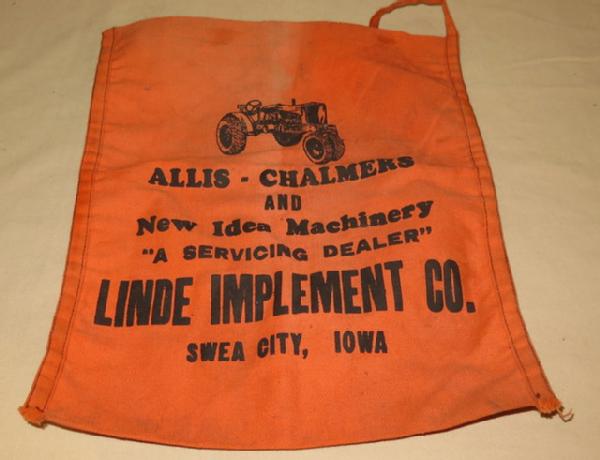 ALLIS - CHALMERS
AND
New Idea Machinery
"A SERVICING DEALER"
LINDE IMPLEMENT CO.
SWEA CITY, IOWA